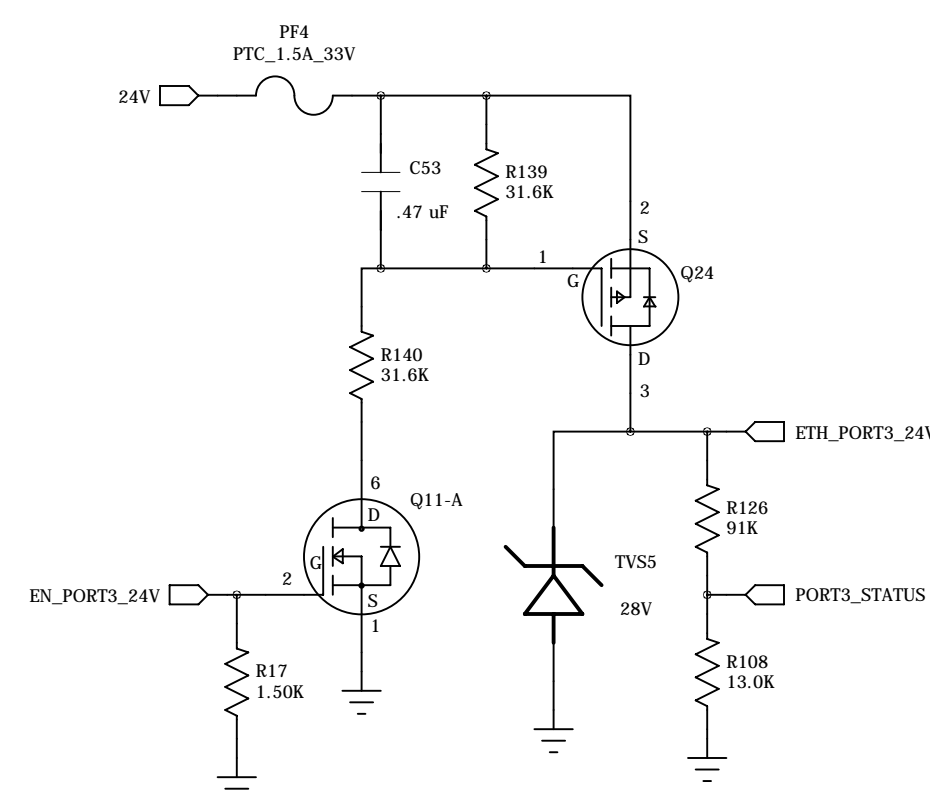 PF4
PTC_1.5A_33V
24V
C53
.47 uF
R139
31.6K
2
S
1
G
Q24
D
3
R140
31.6K
ETH_PORT3_24V
6
Q11-A
D
G
2
S
1
EN_PORT3_24V
R126
91K
TVS5
28V
PORT3_STATUS
R17
1.50K
R108
13.0K